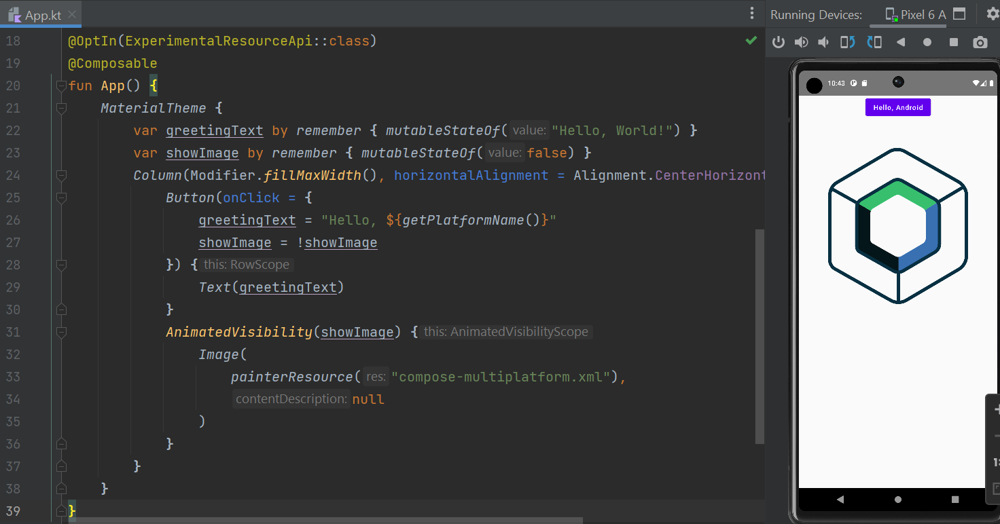 App.kt
Running Devices: Pixel 6 A
18 @OptIn(ExperimentalResourceApi::class)
19 @Composable
20 fun App() {
21 MaterialTheme {
22 var greetingText by remember { mutableStateOf( value: "Hello, World!") }
23 var showImage by remember { mutableStateOf( value: false) }
24 Column(Modifier.fillMaxWidth(), horizontalAlignment = Alignment.CenterHorizont
25 Button(onClick = {
26 greetingText = "Hello, ${getPlatformName()}"
27 showImage = !showImage
28 }) { this: RowScope
29 Text(greetingText)
30 }
31 AnimatedVisibility(showImage) { this: AnimatedVisibilityScope
32 Image(
33 painterResource( res: "compose-multiplatform.xml"),
34 contentDescription: null
35 )
36 }
37 }
38 }
39 }
10:43
Hello, Android